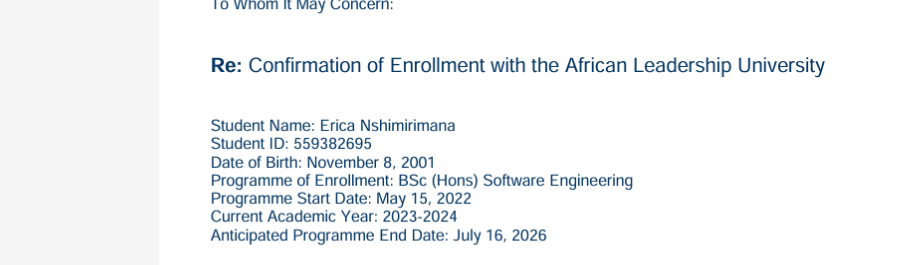 To Whom It May Concern:
Re: Confirmation of Enrollment with the African Leadership University
Student Name: Erica Nshimirimana
Student ID: 559382695
Date of Birth: November 8, 2001
Programme of Enrollment: BSc (Hons) Software Engineering
Programme Start Date: May 15, 2022
Current Academic Year: 2023-2024
Anticipated Programme End Date: July 16, 2026